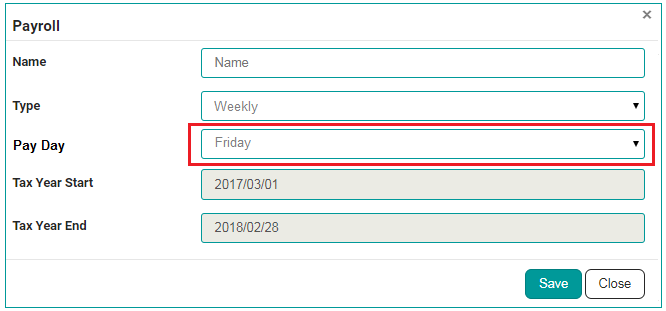 ×
Payroll
Name Name
Type Weekly
Pay Day Friday
Tax Year Start 2017/03/01
Tax Year End 2018/02/28
Save Close